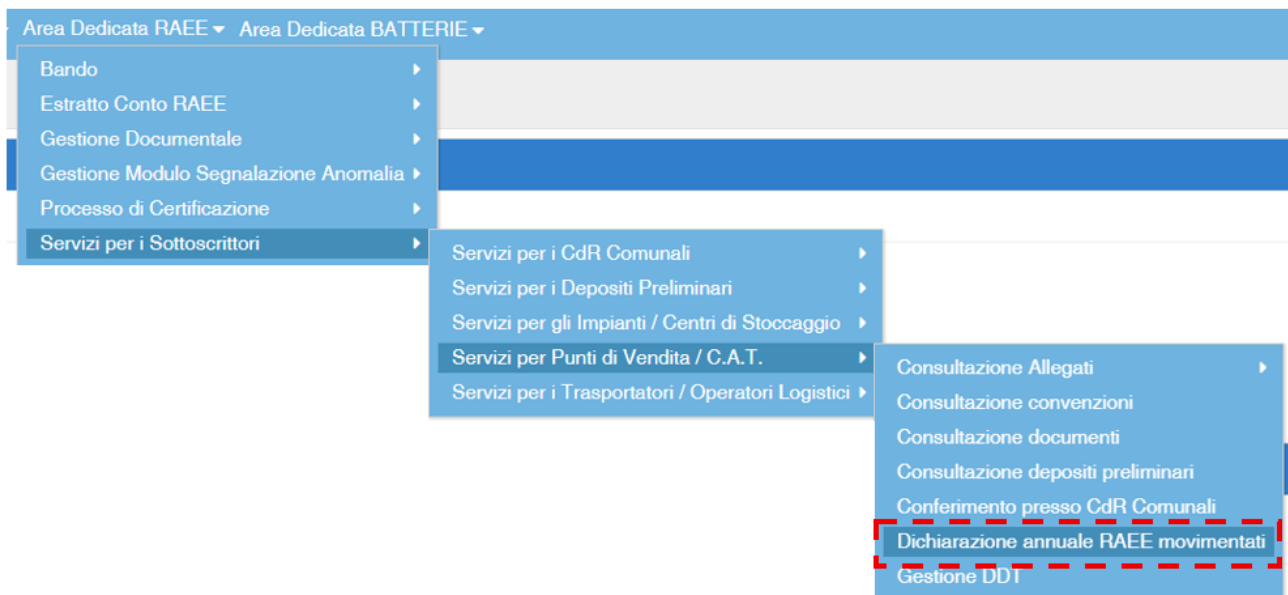 Area Dedicata RAEE Area Dedicata BATTERIE
Bando
Estratto Conto RAEE
Gestione Documentale
Gestione Modulo Segnalazione Anomalia
Processo di Certificazione
Servizi per i Sottoscrittori
Servizi per i CdR Comunali
Servizi per i Depositi Preliminari
Servizi per gli Impianti / Centri di Stoccaggio
Servizi per Punti di Vendita / C.A.T.
Servizi per i Trasportatori / Operatori Logistici
Consultazione Allegati
Consultazione convenzioni
Consultazione documenti
Consultazione depositi preliminari
Conferimento presso CdR Comunali
Dichiarazione annuale RAEE movimentati
Gestione DDT